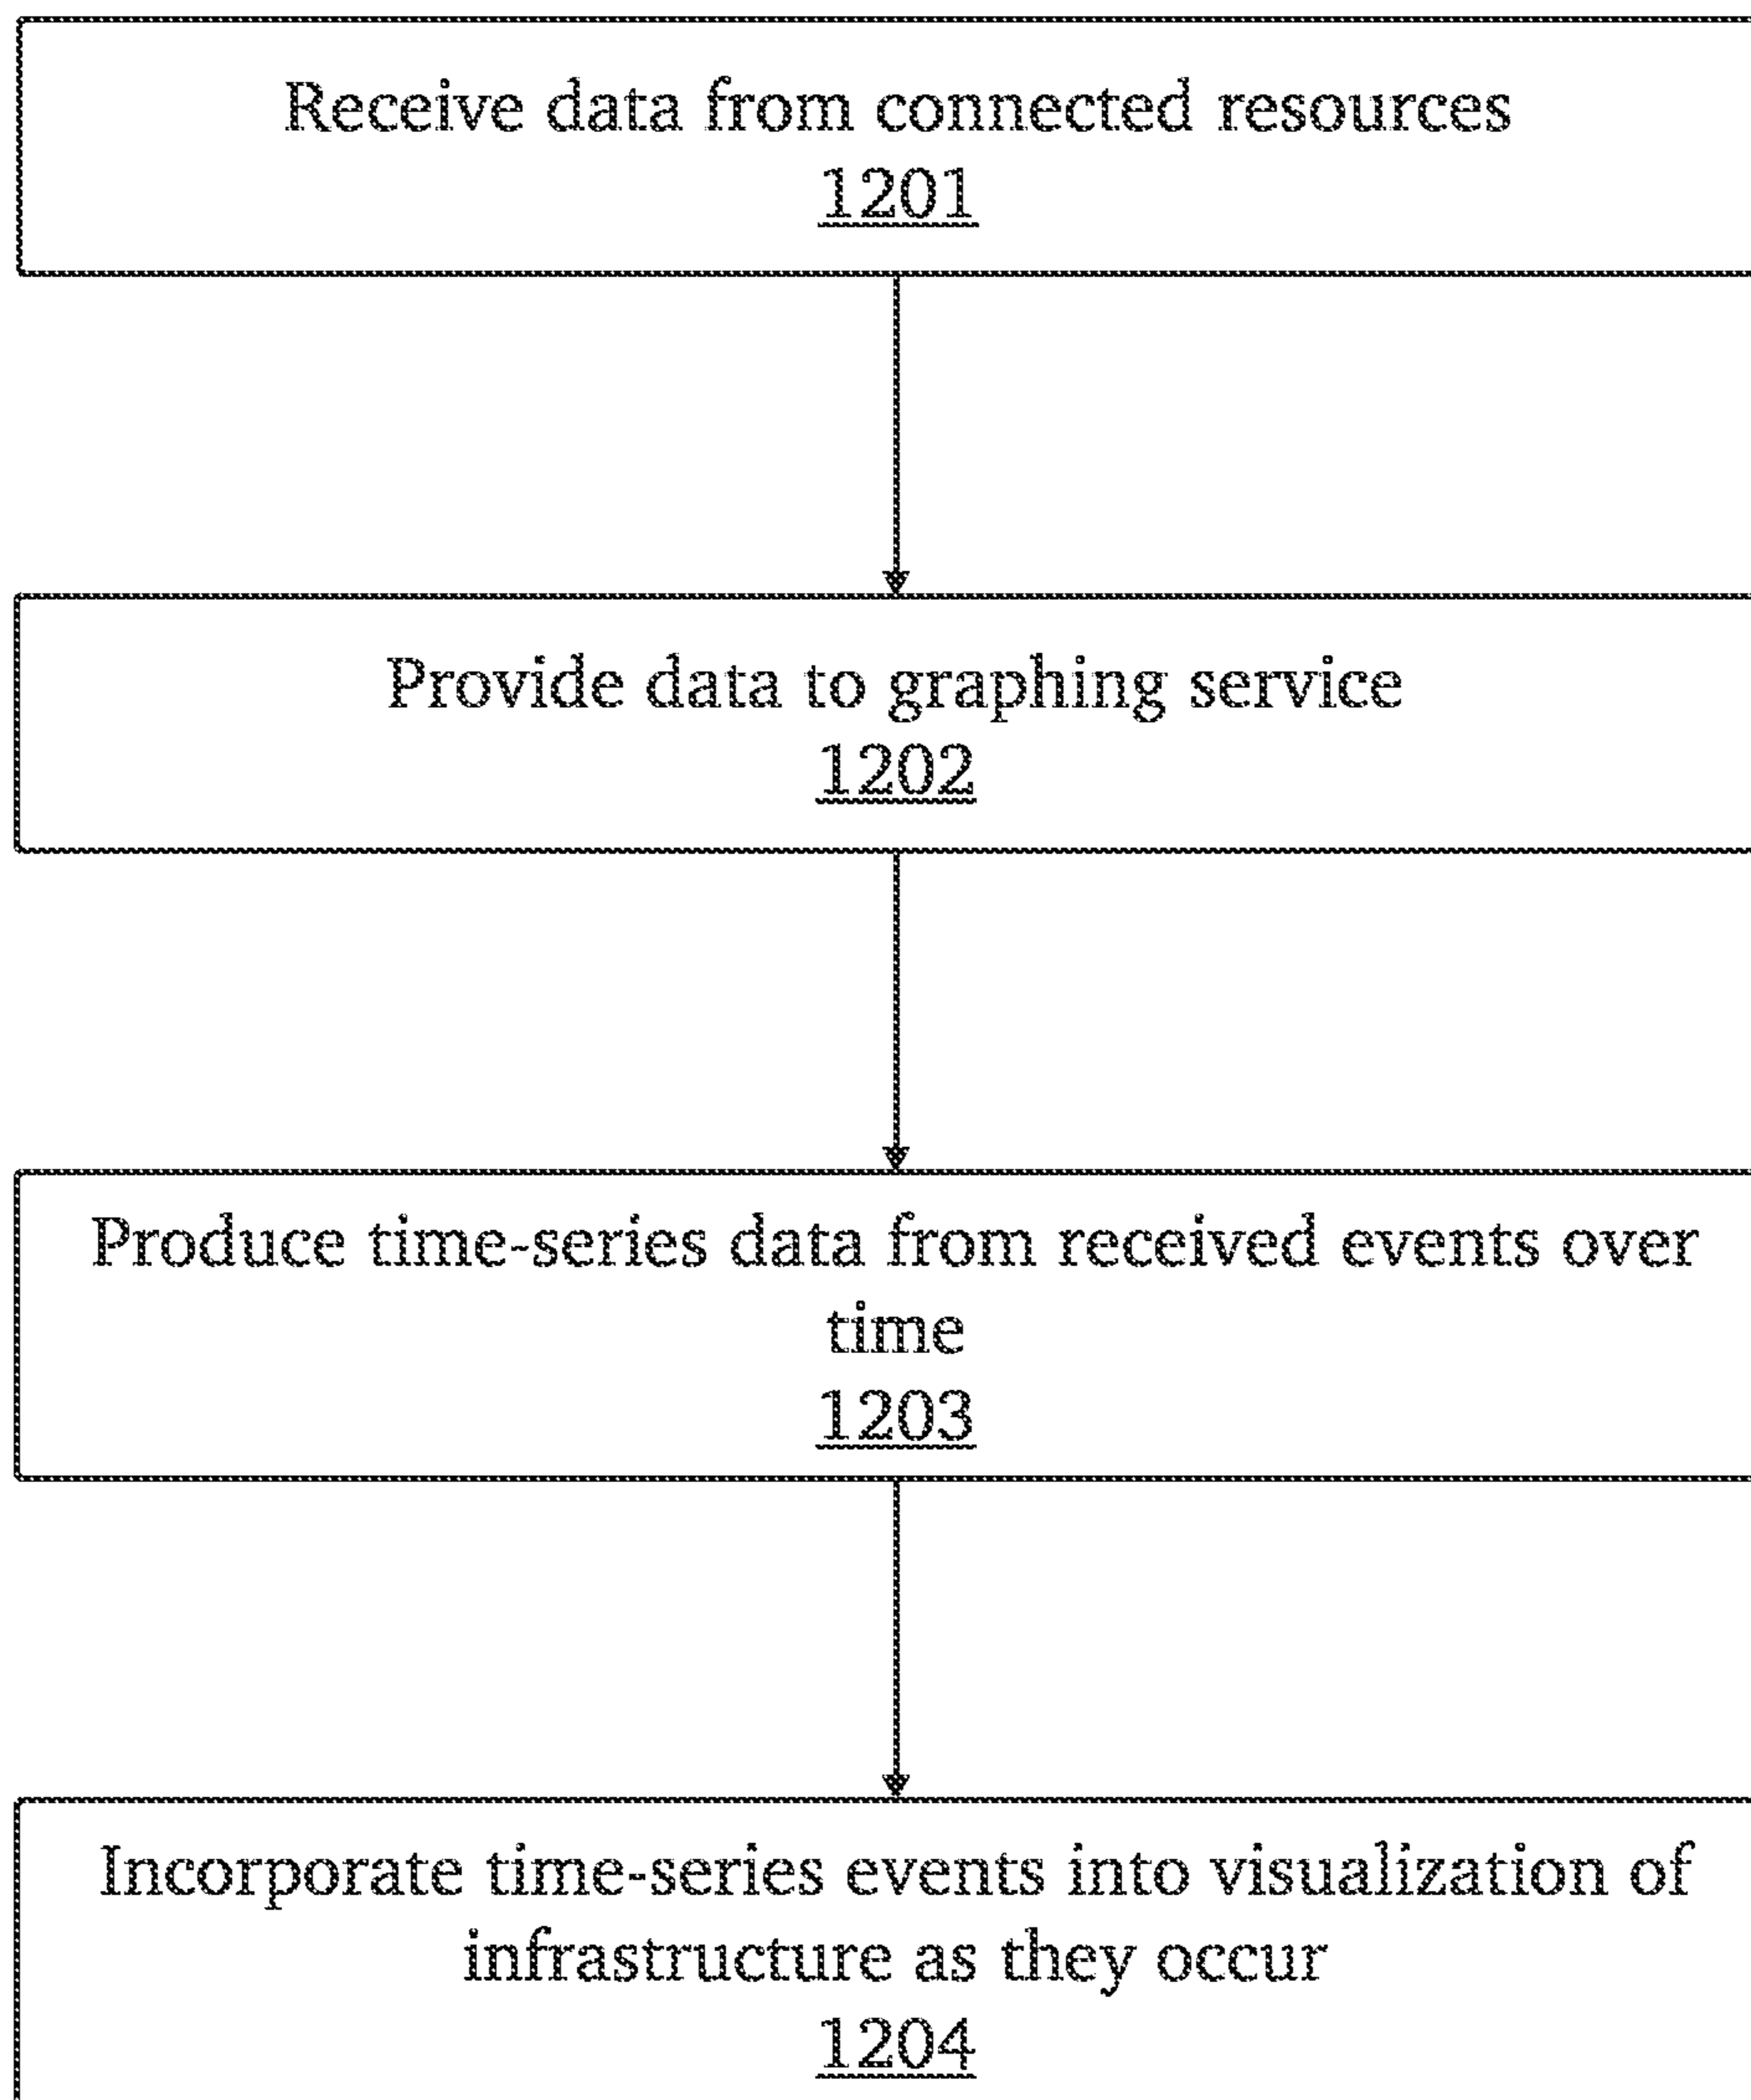 Receive data from connected resources
1201
Provide data to graphing service
1202
Produce time-series data from received events over
time
1203
Incorporate time-series events into visualization of
infrastructure as they occur
1204